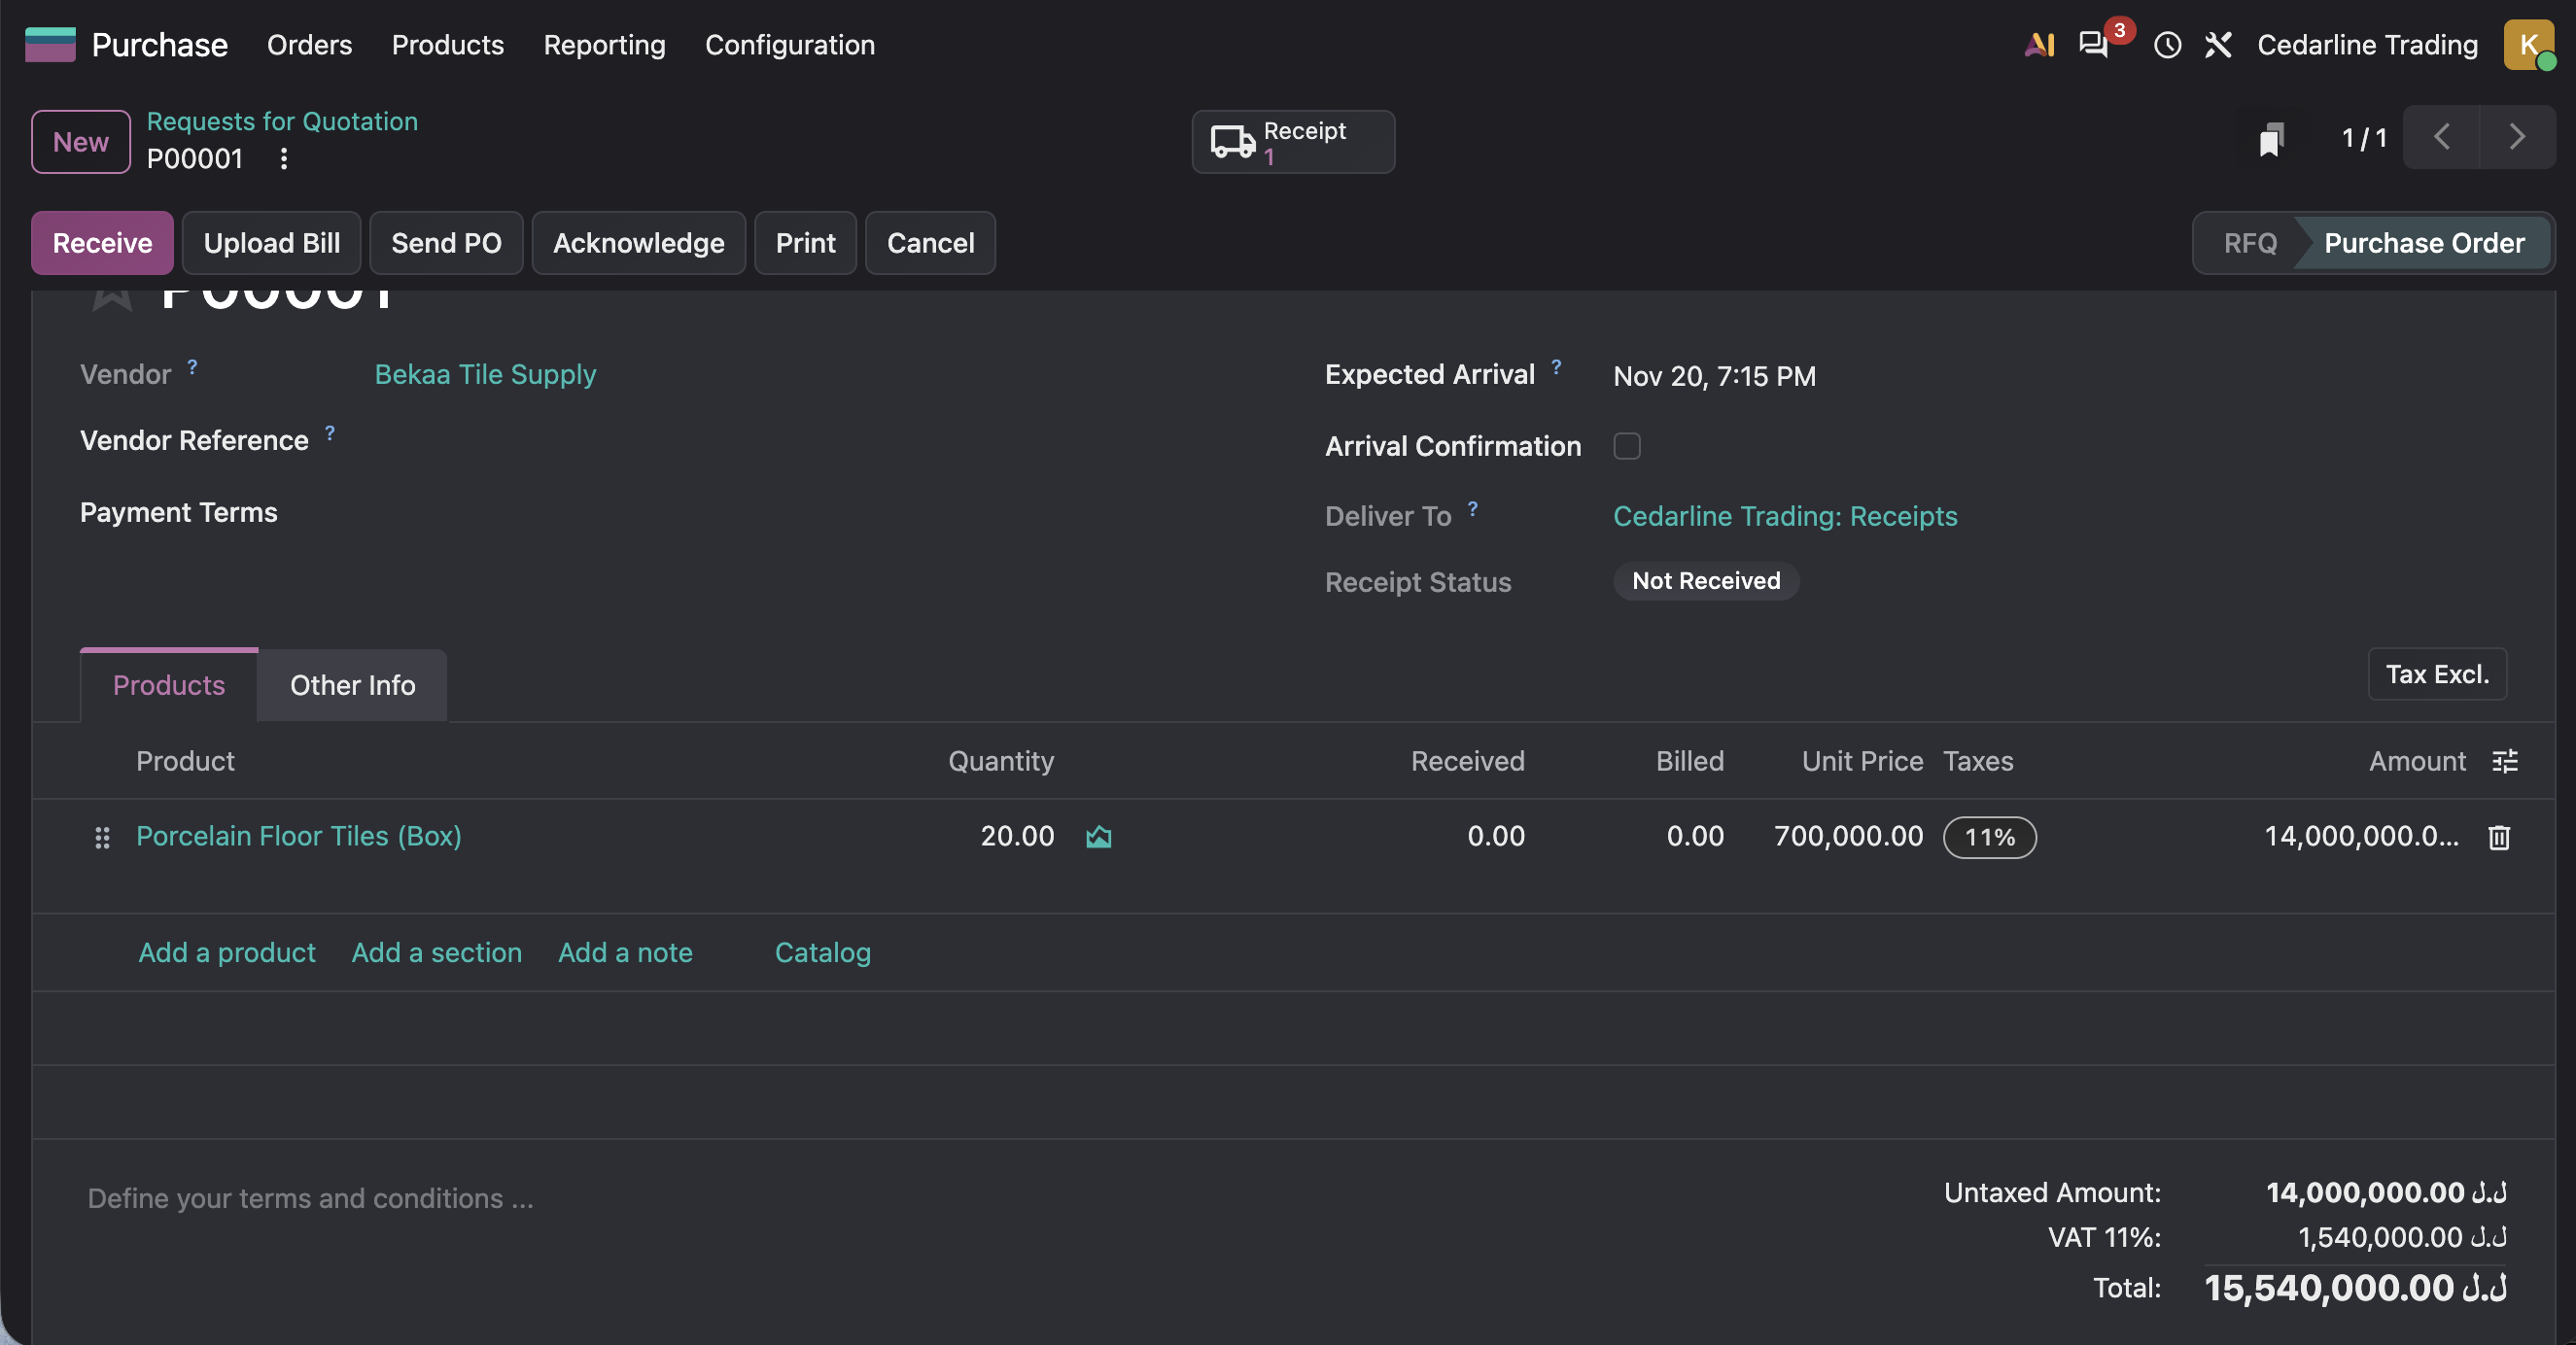 Purchase Orders Products Reporting Configuration 3 Cedarline Trading K
New Requests for Quotation
P00001
Receipt
1
1 / 1
Receive Upload Bill Send PO Acknowledge Print Cancel RFQ Purchase Order
P00001
Vendor ? Bekaa Tile Supply
Vendor Reference ?
Payment Terms
Expected Arrival ? Nov 20, 7:15 PM
Arrival Confirmation
Deliver To ? Cedarline Trading: Receipts
Receipt Status Not Received
Products Other Info Tax Excl.
Product Quantity Received Billed Unit Price Taxes Amount
Porcelain Floor Tiles (Box) 20.00 0.00 0.00 700,000.00 11% 14,000,000.0...
Add a product Add a section Add a note Catalog
Define your terms and conditions ...
Untaxed Amount: 14,000,000.00 ل.ل
VAT 11%: 1,540,000.00 ل.ل
Total: 15,540,000.00 ل.ل